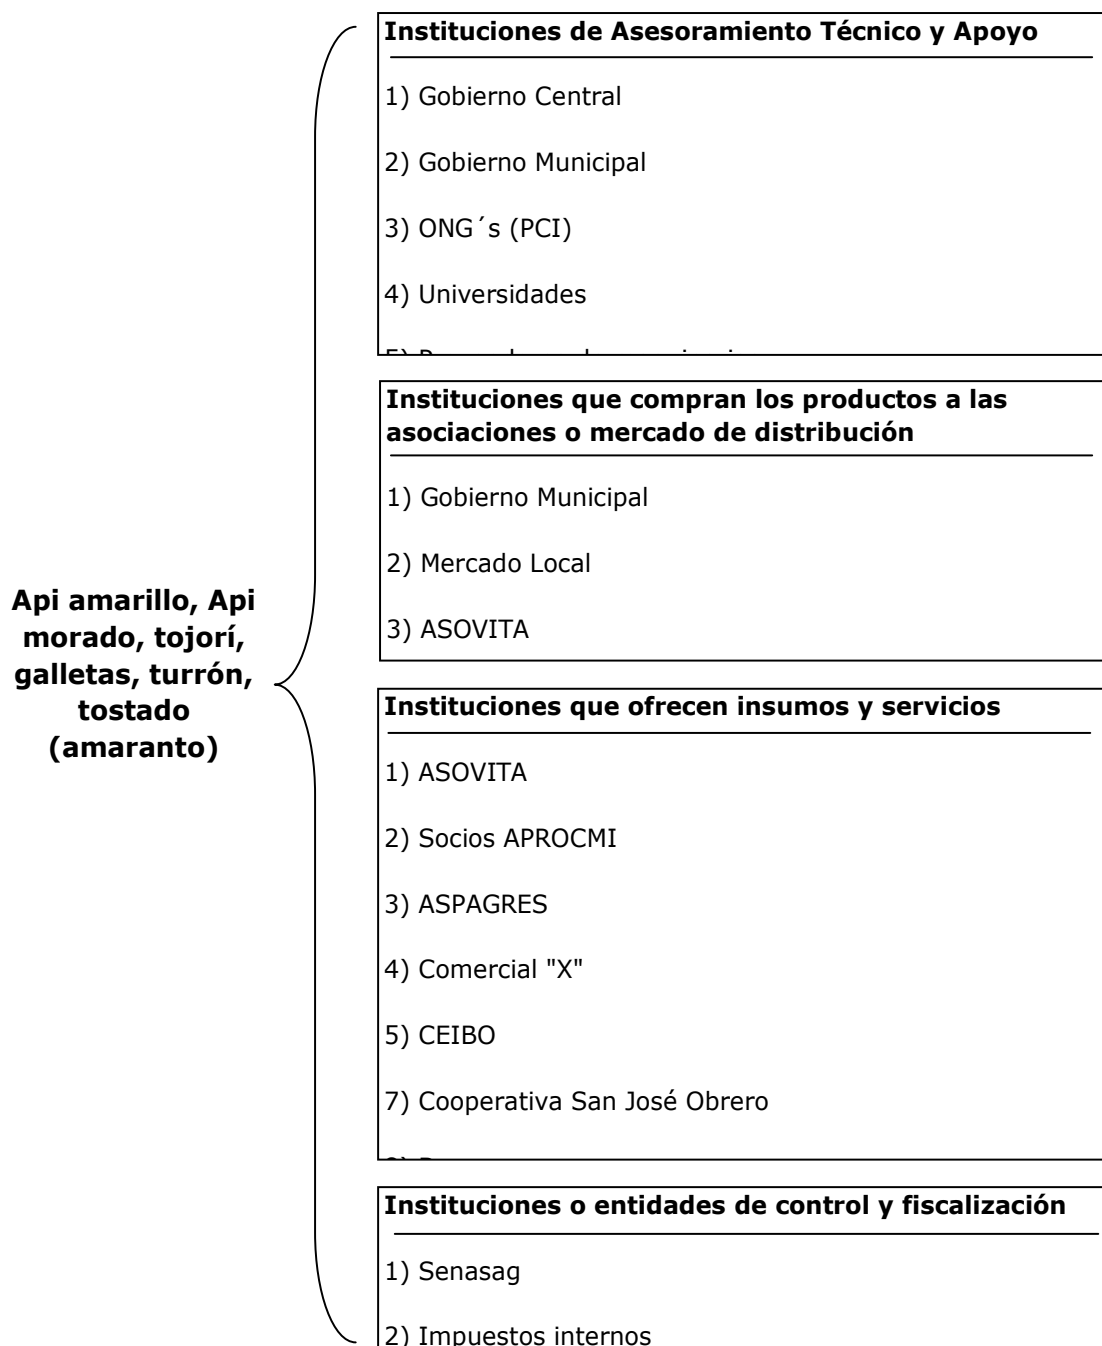 Instituciones de Asesoramiento Técnico y Apoyo
1) Gobierno Central
2) Gobierno Municipal
3) ONG´s (PCI)
4) Universidades
Instituciones que compran los productos a las
asociaciones o mercado de distribución
1) Gobierno Municipal
2) Mercado Local
3) ASOVITA
Api amarillo, Api
morado, tojorí,
galletas, turrón,
tostado
(amaranto)
Instituciones que ofrecen insumos y servicios
1) ASOVITA
2) Socios APROCMI
3) ASPAGRES
4) Comercial "X"
5) CEIBO
7) Cooperativa San José Obrero
Instituciones o entidades de control y fiscalización
1) Senasag
2) Impuestos internos